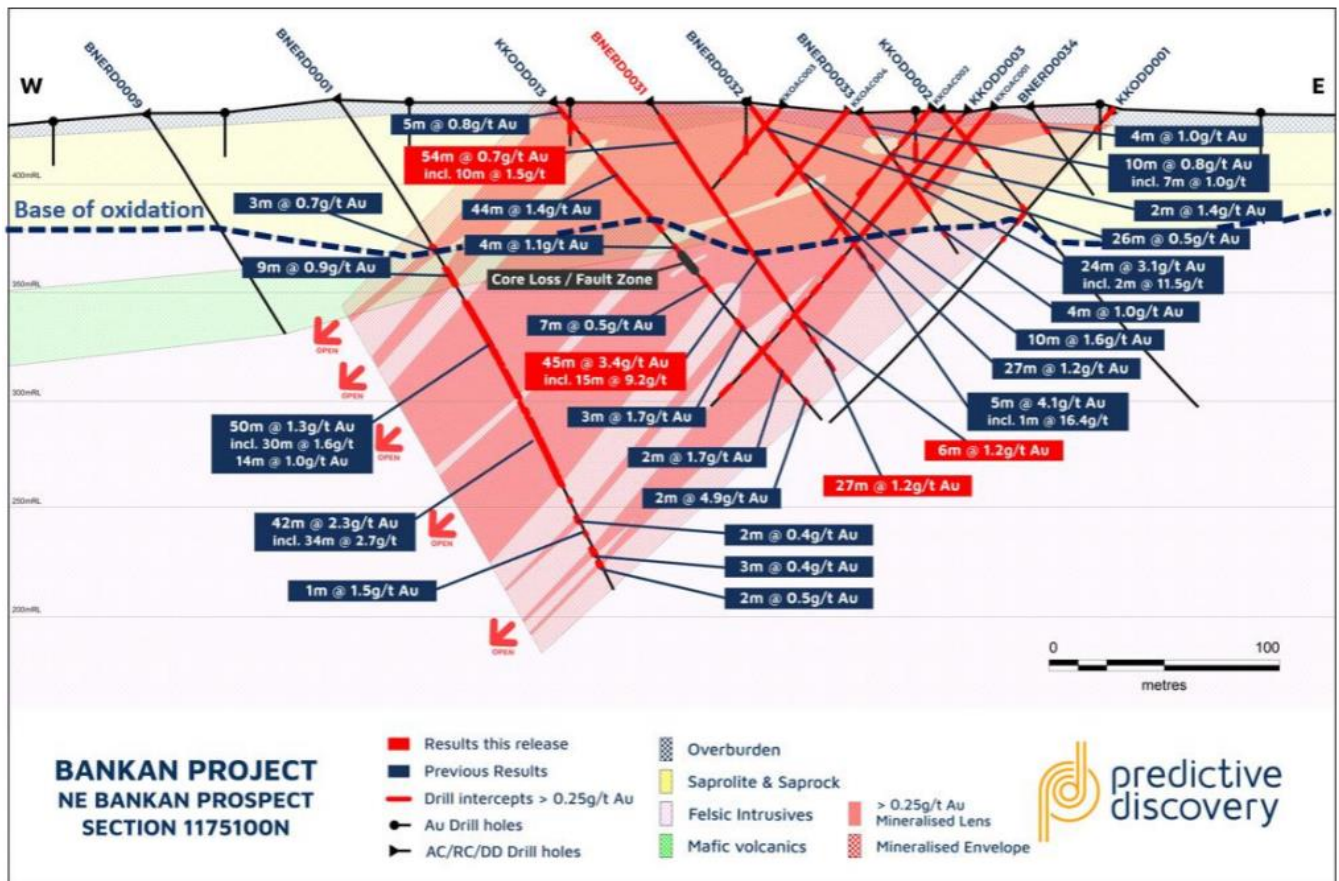 BNERD0009
BNERD0001
KKODD013
BNERD0031
BNERD0032
KKOAC003
BNERD0033
KKOAC004
KKODD002
KKOAC002
KKODD003
KKOAC001
BNERD0034
KKODD001
W
E
5m @ 0.8g/t Au
54m @ 0.7g/t Au
incl. 10m @ 1.5g/t
4m @ 1.0g/t Au
10m @ 0.8g/t Au
incl. 7m @ 1.0g/t
400mRL
3m @ 0.7g/t Au
44m @ 1.4g/t Au
2m @ 1.4g/t Au
Base of oxidation
4m @ 1.1g/t Au
26m @ 0.5g/t Au
9m @ 0.9g/t Au
Core Loss / Fault Zone
24m @ 3.1g/t Au
incl. 2m @ 11.5g/t
350mRL
4m @ 1.0g/t Au
7m @ 0.5g/t Au
10m @ 1.6g/t Au
OPEN
45m @ 3.4g/t Au
incl. 15m @ 9.2g/t
27m @ 1.2g/t Au
OPEN
300mRL
3m @ 1.7g/t Au
5m @ 4.1g/t Au
incl. 1m @ 16.4g/t
50m @ 1.3g/t Au
incl. 30m @ 1.6g/t
14m @ 1.0g/t Au
OPEN
2m @ 1.7g/t Au
6m @ 1.2g/t Au
2m @ 4.9g/t Au
27m @ 1.2g/t Au
250mRL
42m @ 2.3g/t Au
incl. 34m @ 2.7g/t
OPEN
2m @ 0.4g/t Au
3m @ 0.4g/t Au
1m @ 1.5g/t Au
2m @ 0.5g/t Au
200mRL
OPEN
0 100
metres
BANKAN PROJECT
NE BANKAN PROSPECT
SECTION 1175100N
Results this release
Previous Results
Drill intercepts > 0.25g/t Au
Au Drill holes
AC/RC/DD Drill holes
Overburden
Saprolite & Saprock
Felsic Intrusives
Mafic volcanics
> 0.25g/t Au
Mineralised Lens
Mineralised Envelope
predictive
discovery